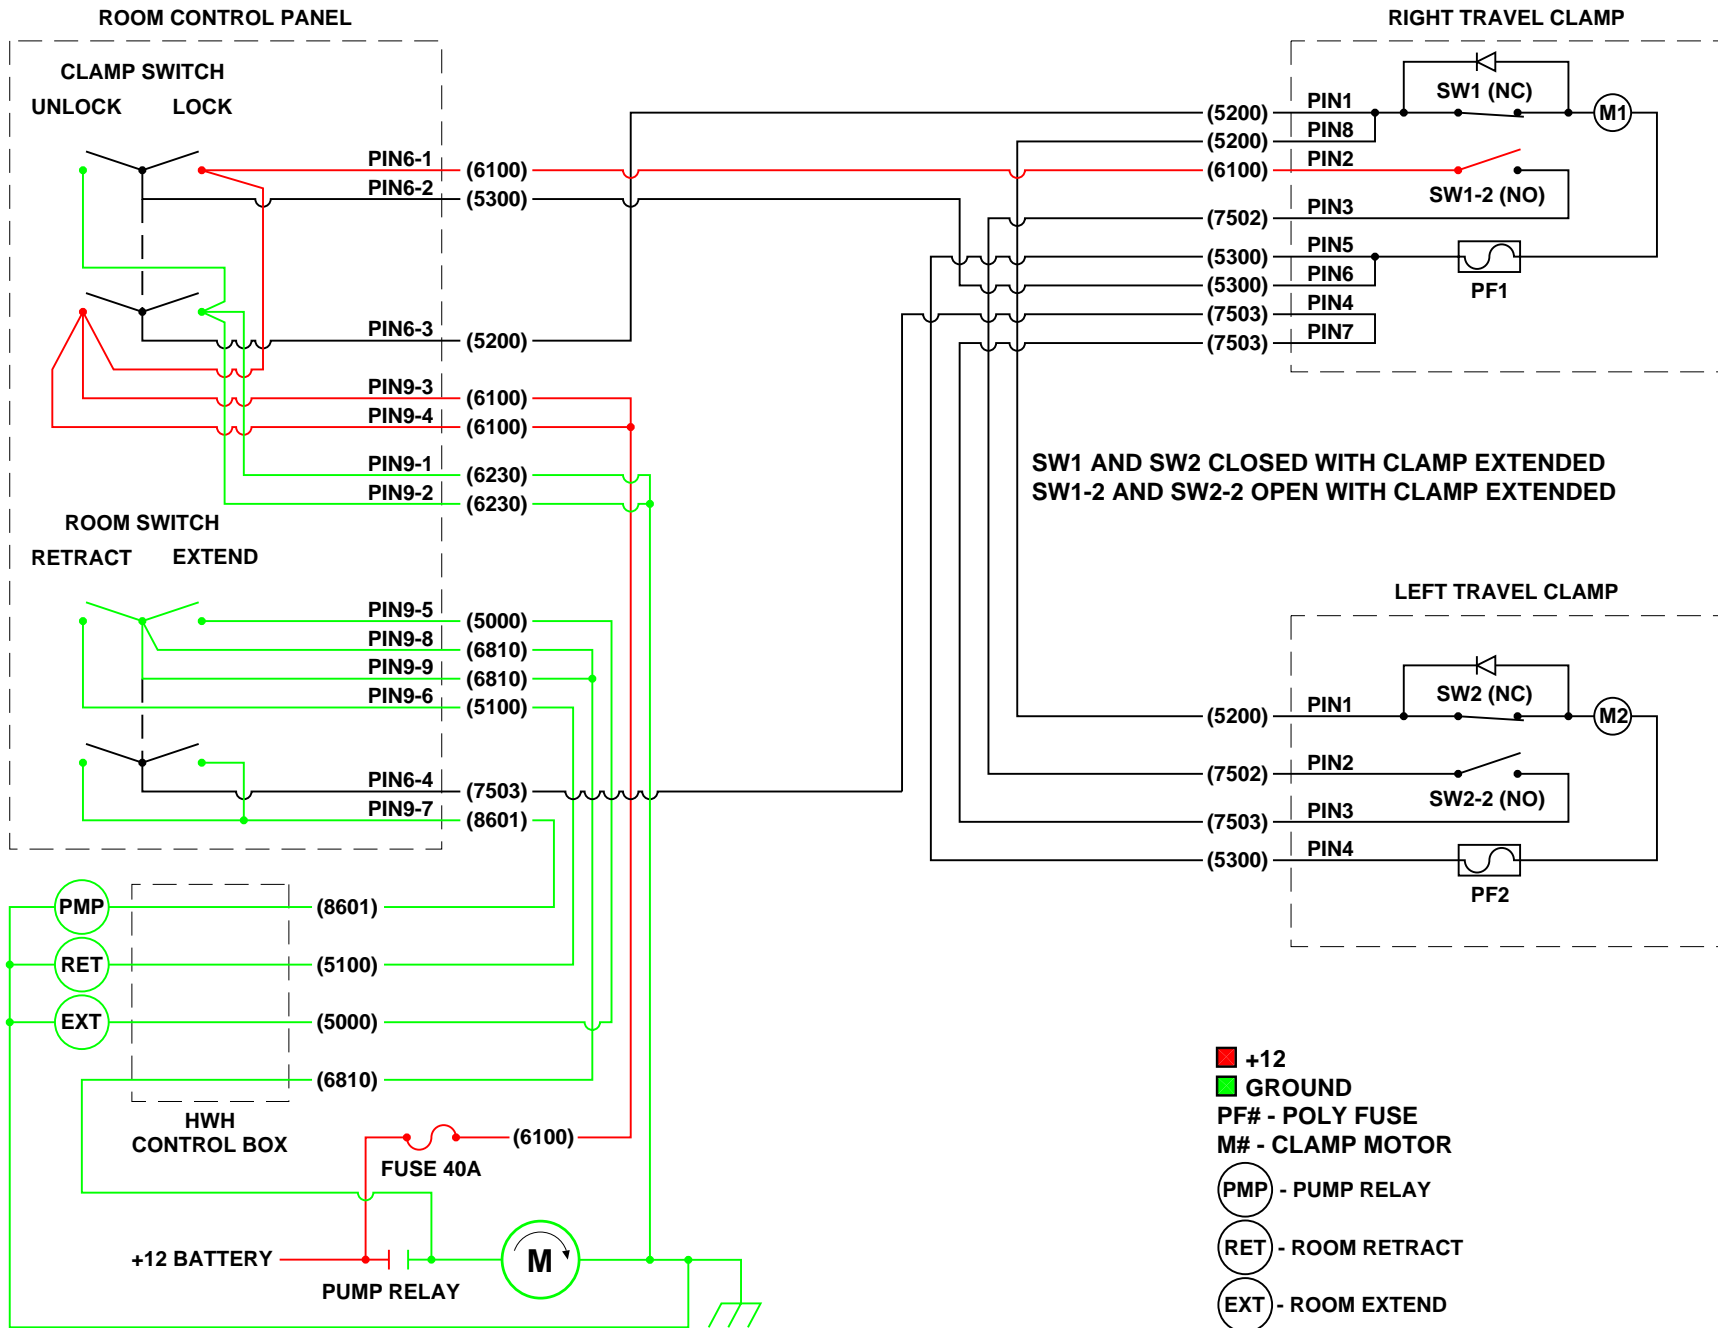 ROOM CONTROL PANEL
CLAMP SWITCH
UNLOCK LOCK
PIN6-1 (6100)
PIN6-2 (5300)
PIN6-3 (5200)
PIN9-3 (6100)
PIN9-4 (6100)
PIN9-1 (6230)
PIN9-2 (6230)
ROOM SWITCH
RETRACT EXTEND
PIN9-5 (5000)
PIN9-8 (6810)
PIN9-9 (6810)
PIN9-6 (5100)
PIN6-4 (7503)
PIN9-7 (8601)
PMP (8601)
RET (5100)
EXT (5000)
(6810)
HWH
CONTROL BOX
(6100)
FUSE 40A
+12 BATTERY
M
PUMP RELAY
RIGHT TRAVEL CLAMP
(5200) PIN1
SW1 (NC)
M1
(5200) PIN8
(6100) PIN2
SW1-2 (NO)
(7502) PIN3
(5300) PIN5
(5300) PIN6
PF1
(7503) PIN4
(7503) PIN7
SW1 AND SW2 CLOSED WITH CLAMP EXTENDED
SW1-2 AND SW2-2 OPEN WITH CLAMP EXTENDED
LEFT TRAVEL CLAMP
SW2 (NC)
(5200) PIN1
M2
(7502) PIN2
SW2-2 (NO)
(7503) PIN3
(5300) PIN4
PF2
+12
GROUND
PF# - POLY FUSE
M# - CLAMP MOTOR
PMP - PUMP RELAY
RET - ROOM RETRACT
EXT - ROOM EXTEND